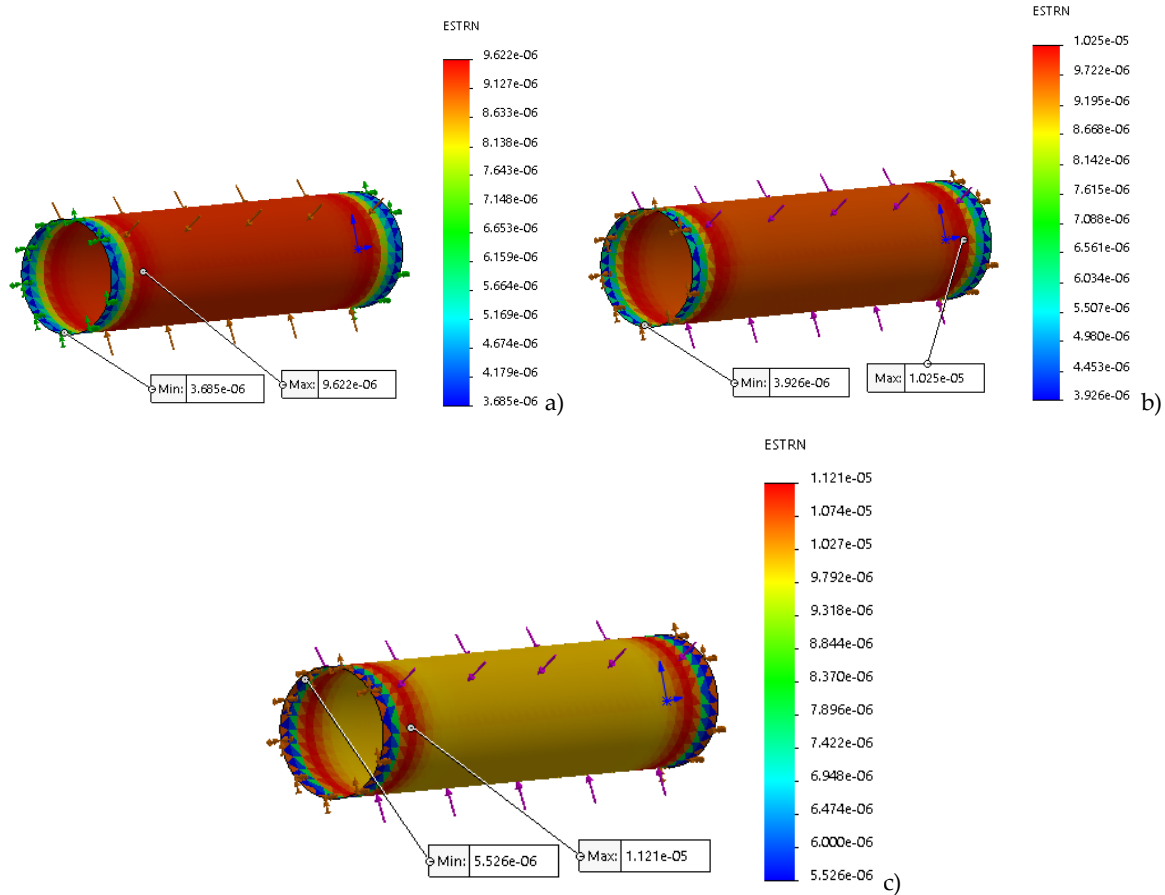 ESTRN
9.622e-06
9.127e-06
8.633e-06
8.138e-06
7.643e-06
7.148e-06
6.653e-06
6.159e-06
5.664e-06
5.169e-06
4.674e-06
4.179e-06
3.685e-06
Min: 3.685e-06
Max: 9.622e-06
a)
ESTRN
1.025e-05
9.722e-06
9.195e-06
8.668e-06
8.142e-06
7.615e-06
7.088e-06
6.561e-06
6.034e-06
5.507e-06
4.980e-06
4.453e-06
3.926e-06
Min: 3.926e-06
Max: 1.025e-05
b)
ESTRN
1.121e-05
1.074e-05
1.027e-05
9.792e-06
9.318e-06
8.844e-06
8.370e-06
7.896e-06
7.422e-06
6.948e-06
6.474e-06
6.000e-06
5.526e-06
Min: 5.526e-06
Max: 1.121e-05
c)